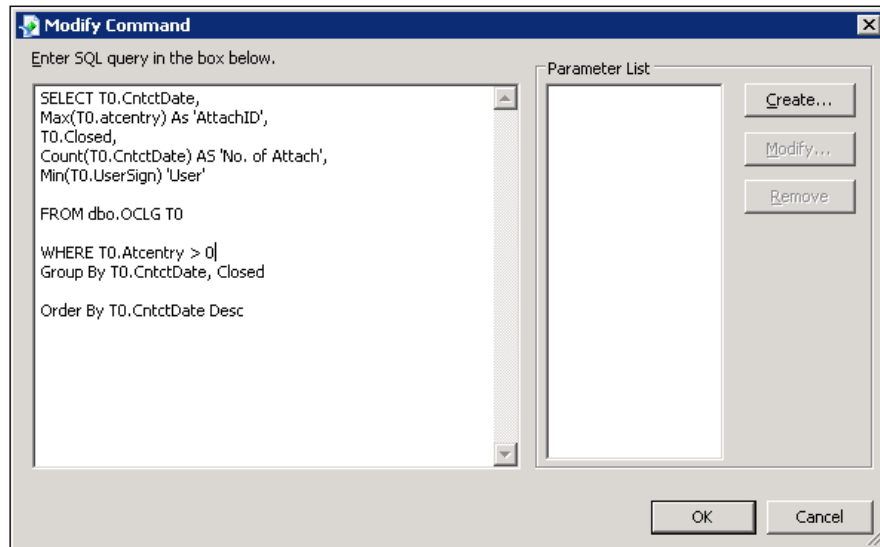 Modify Command
Enter SQL query in the box below.
SELECT T0.CntctDate,
Max(T0.atcentry) As 'AttachID',
T0.Closed,
Count(T0.CntctDate) AS 'No. of Attach',
Min(T0.UserSign) 'User'
FROM dbo.OCLG T0
WHERE T0.Atcentry > 0
Group By T0.CntctDate, Closed
Order By T0.CntctDate Desc
Parameter List
Create...
Modify...
Remove
OK
Cancel